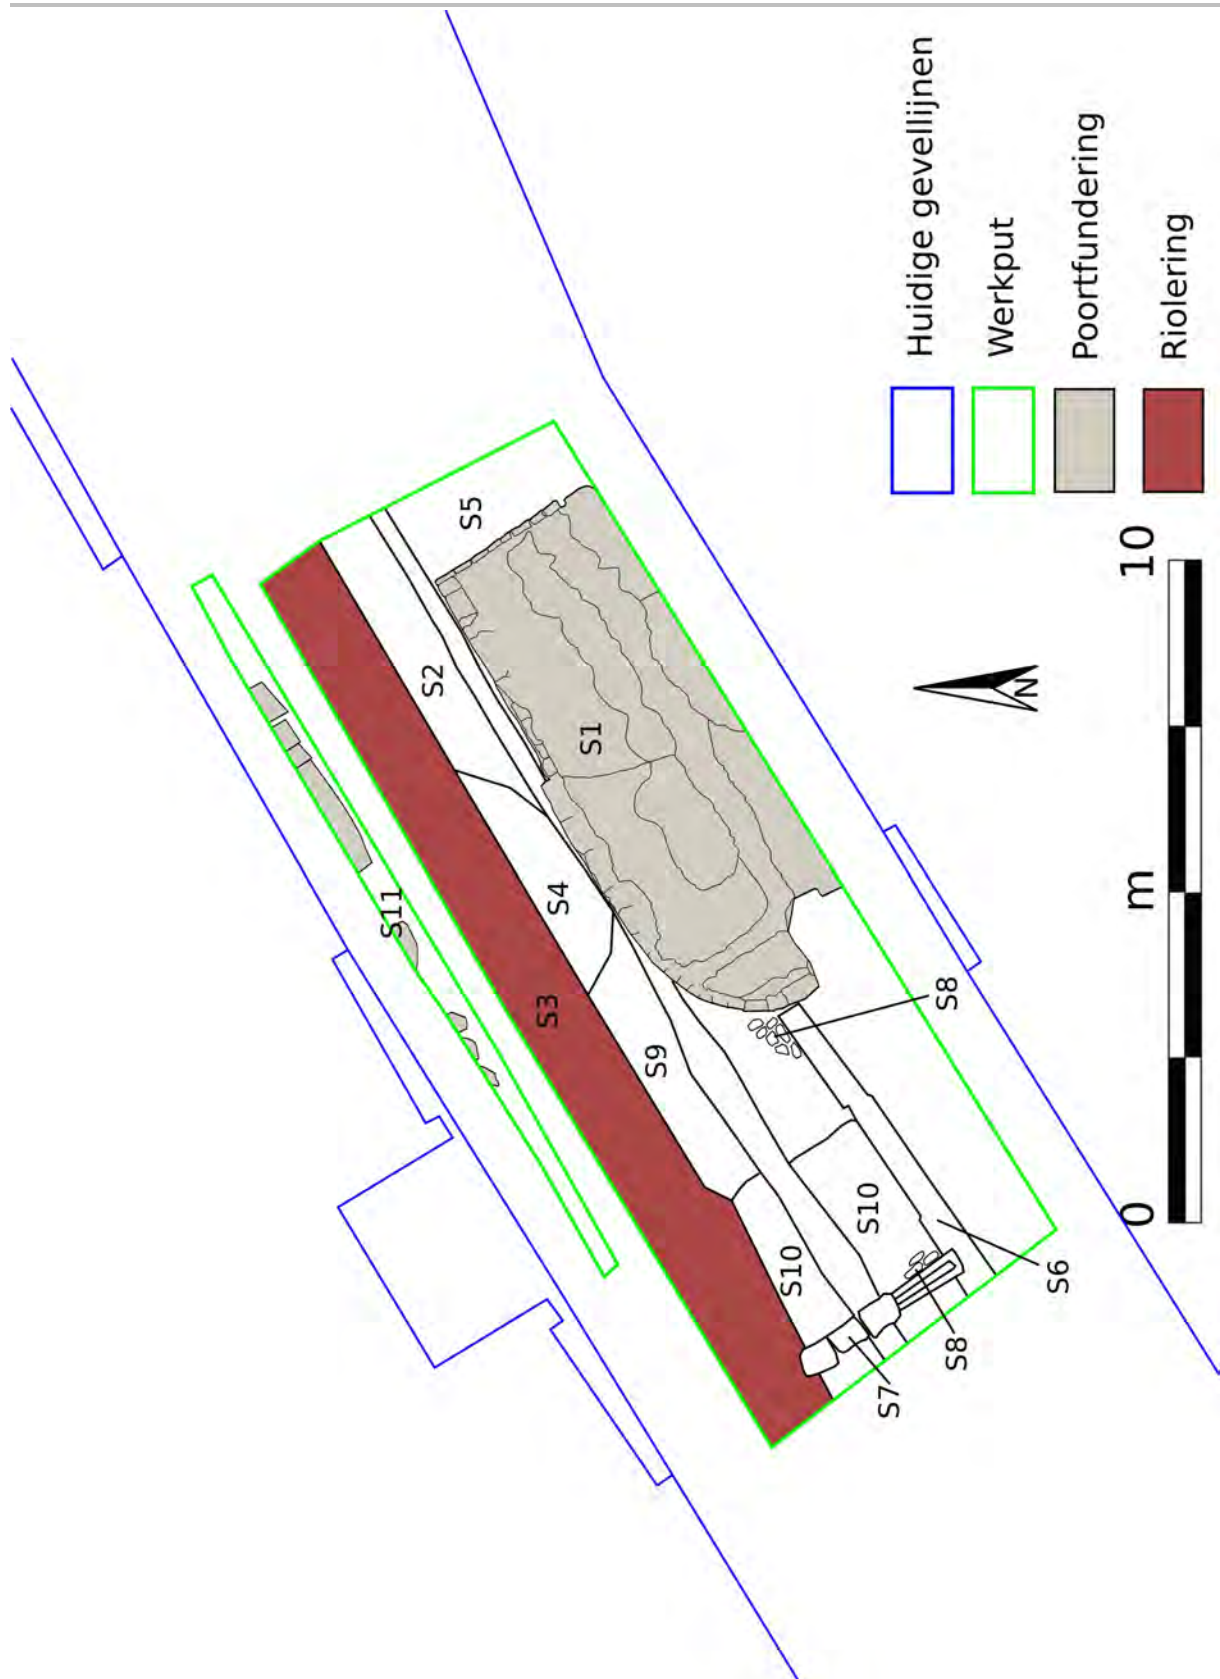 Huidige gevellijnen
Werkput
Poortfundering
Riolering
S5
S2
S1
S4
S11
S3
S9
S8
S10
S10
S6
S8
S7
N
0
m
10